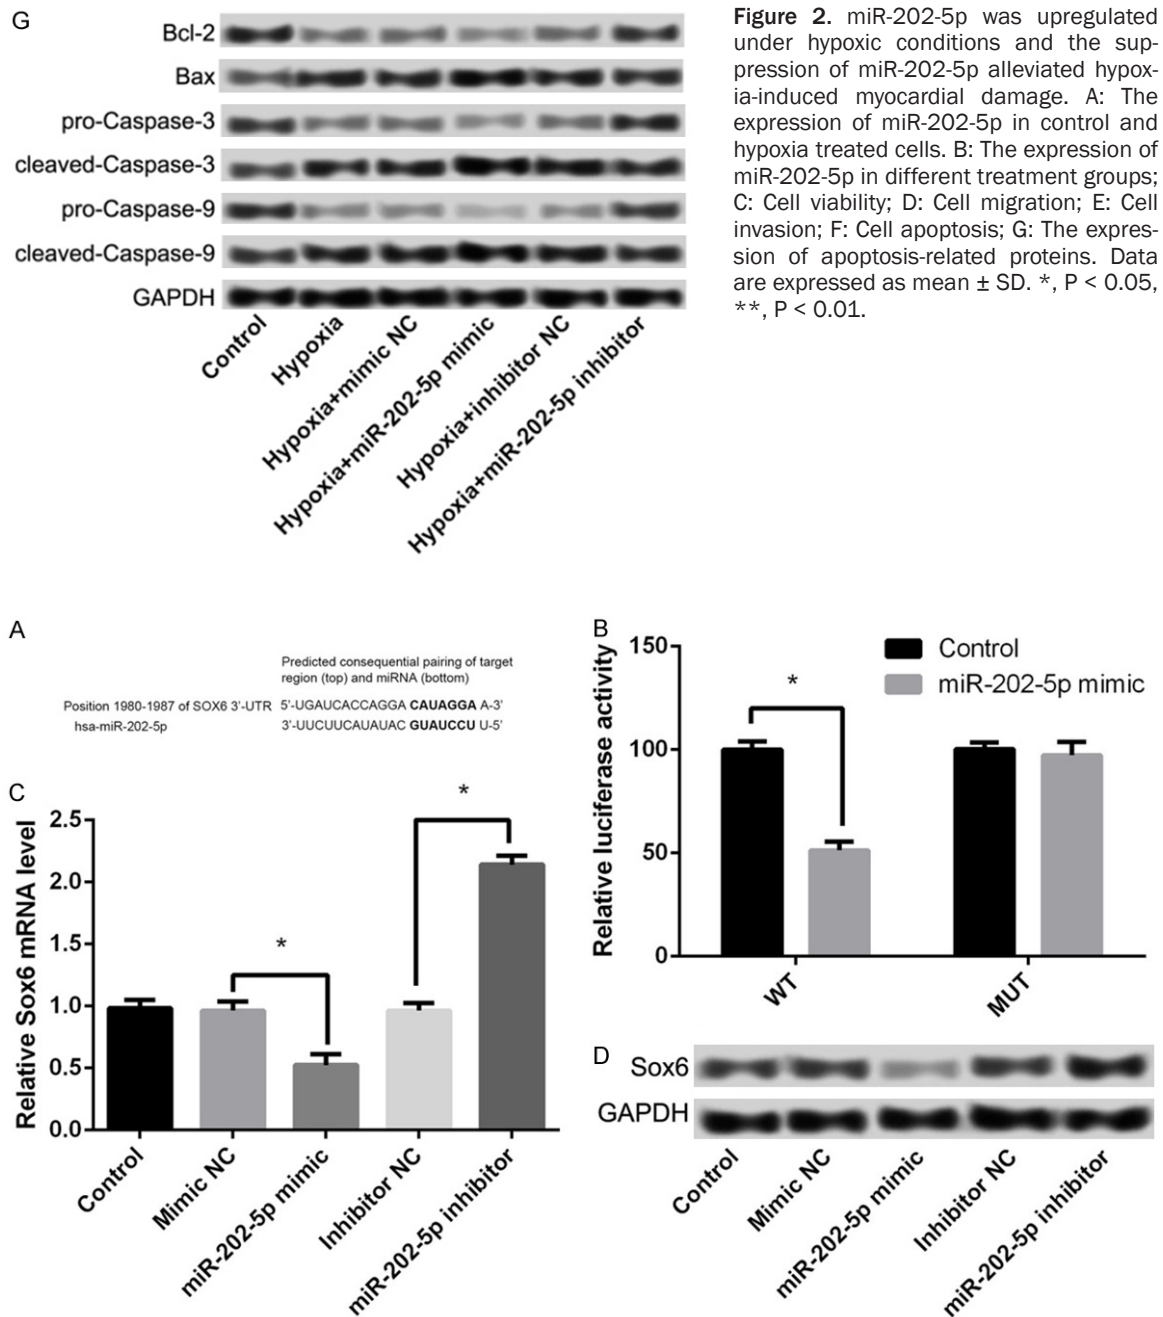 G
Bcl-2
Bax
pro-Caspase-3
cleaved-Caspase-3
pro-Caspase-9
cleaved-Caspase-9
GAPDH
Control
Hypoxia
Hypoxia+mimic NC
Hypoxia+miR-202-5p mimic
Hypoxia+inhibitor NC
Hypoxia+miR-202-5p inhibitor
Figure 2. miR-202-5p was upregulated
under hypoxic conditions and the sup-
pression of miR-202-5p alleviated hypox-
ia-induced myocardial damage. A: The
expression of miR-202-5p in control and
hypoxia treated cells. B: The expression of
miR-202-5p in different treatment groups;
C: Cell viability; D: Cell migration; E: Cell
invasion; F: Cell apoptosis; G: The expres-
sion of apoptosis-related proteins. Data
are expressed as mean ± SD. *, P < 0.05,
**, P < 0.01.
A
Predicted consequential pairing of target
region (top) and miRNA (bottom)
Position 1980-1987 of SOX6 3'-UTR 5'-UGAUCACCAGGA CAUAGGA A-3'
hsa-miR-202-5p 3'-UUCUUCAUAUAC GUAUCCU U-5'
B
Relative luciferase activity
150
100
50
0
*
Control
miR-202-5p mimic
WT
MUT
C
Relative Sox6 mRNA level
2.5
2.0
1.5
1.0
0.5
0.0
*
*
Control
Mimic NC
miR-202-5p mimic
Inhibitor NC
miR-202-5p inhibitor
D
Sox6
GAPDH
Control
Mimic NC
miR-202-5p mimic
Inhibitor NC
miR-202-5p inhibitor